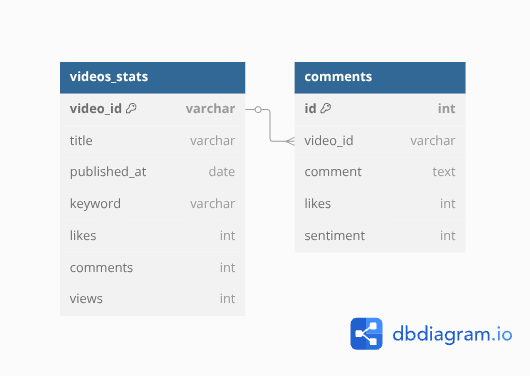 videos_stats
video_id varchar
title varchar
published_at date
keyword varchar
likes int
comments int
views int
comments
id int
video_id varchar
comment text
likes int
sentiment int
dbdiagram.io